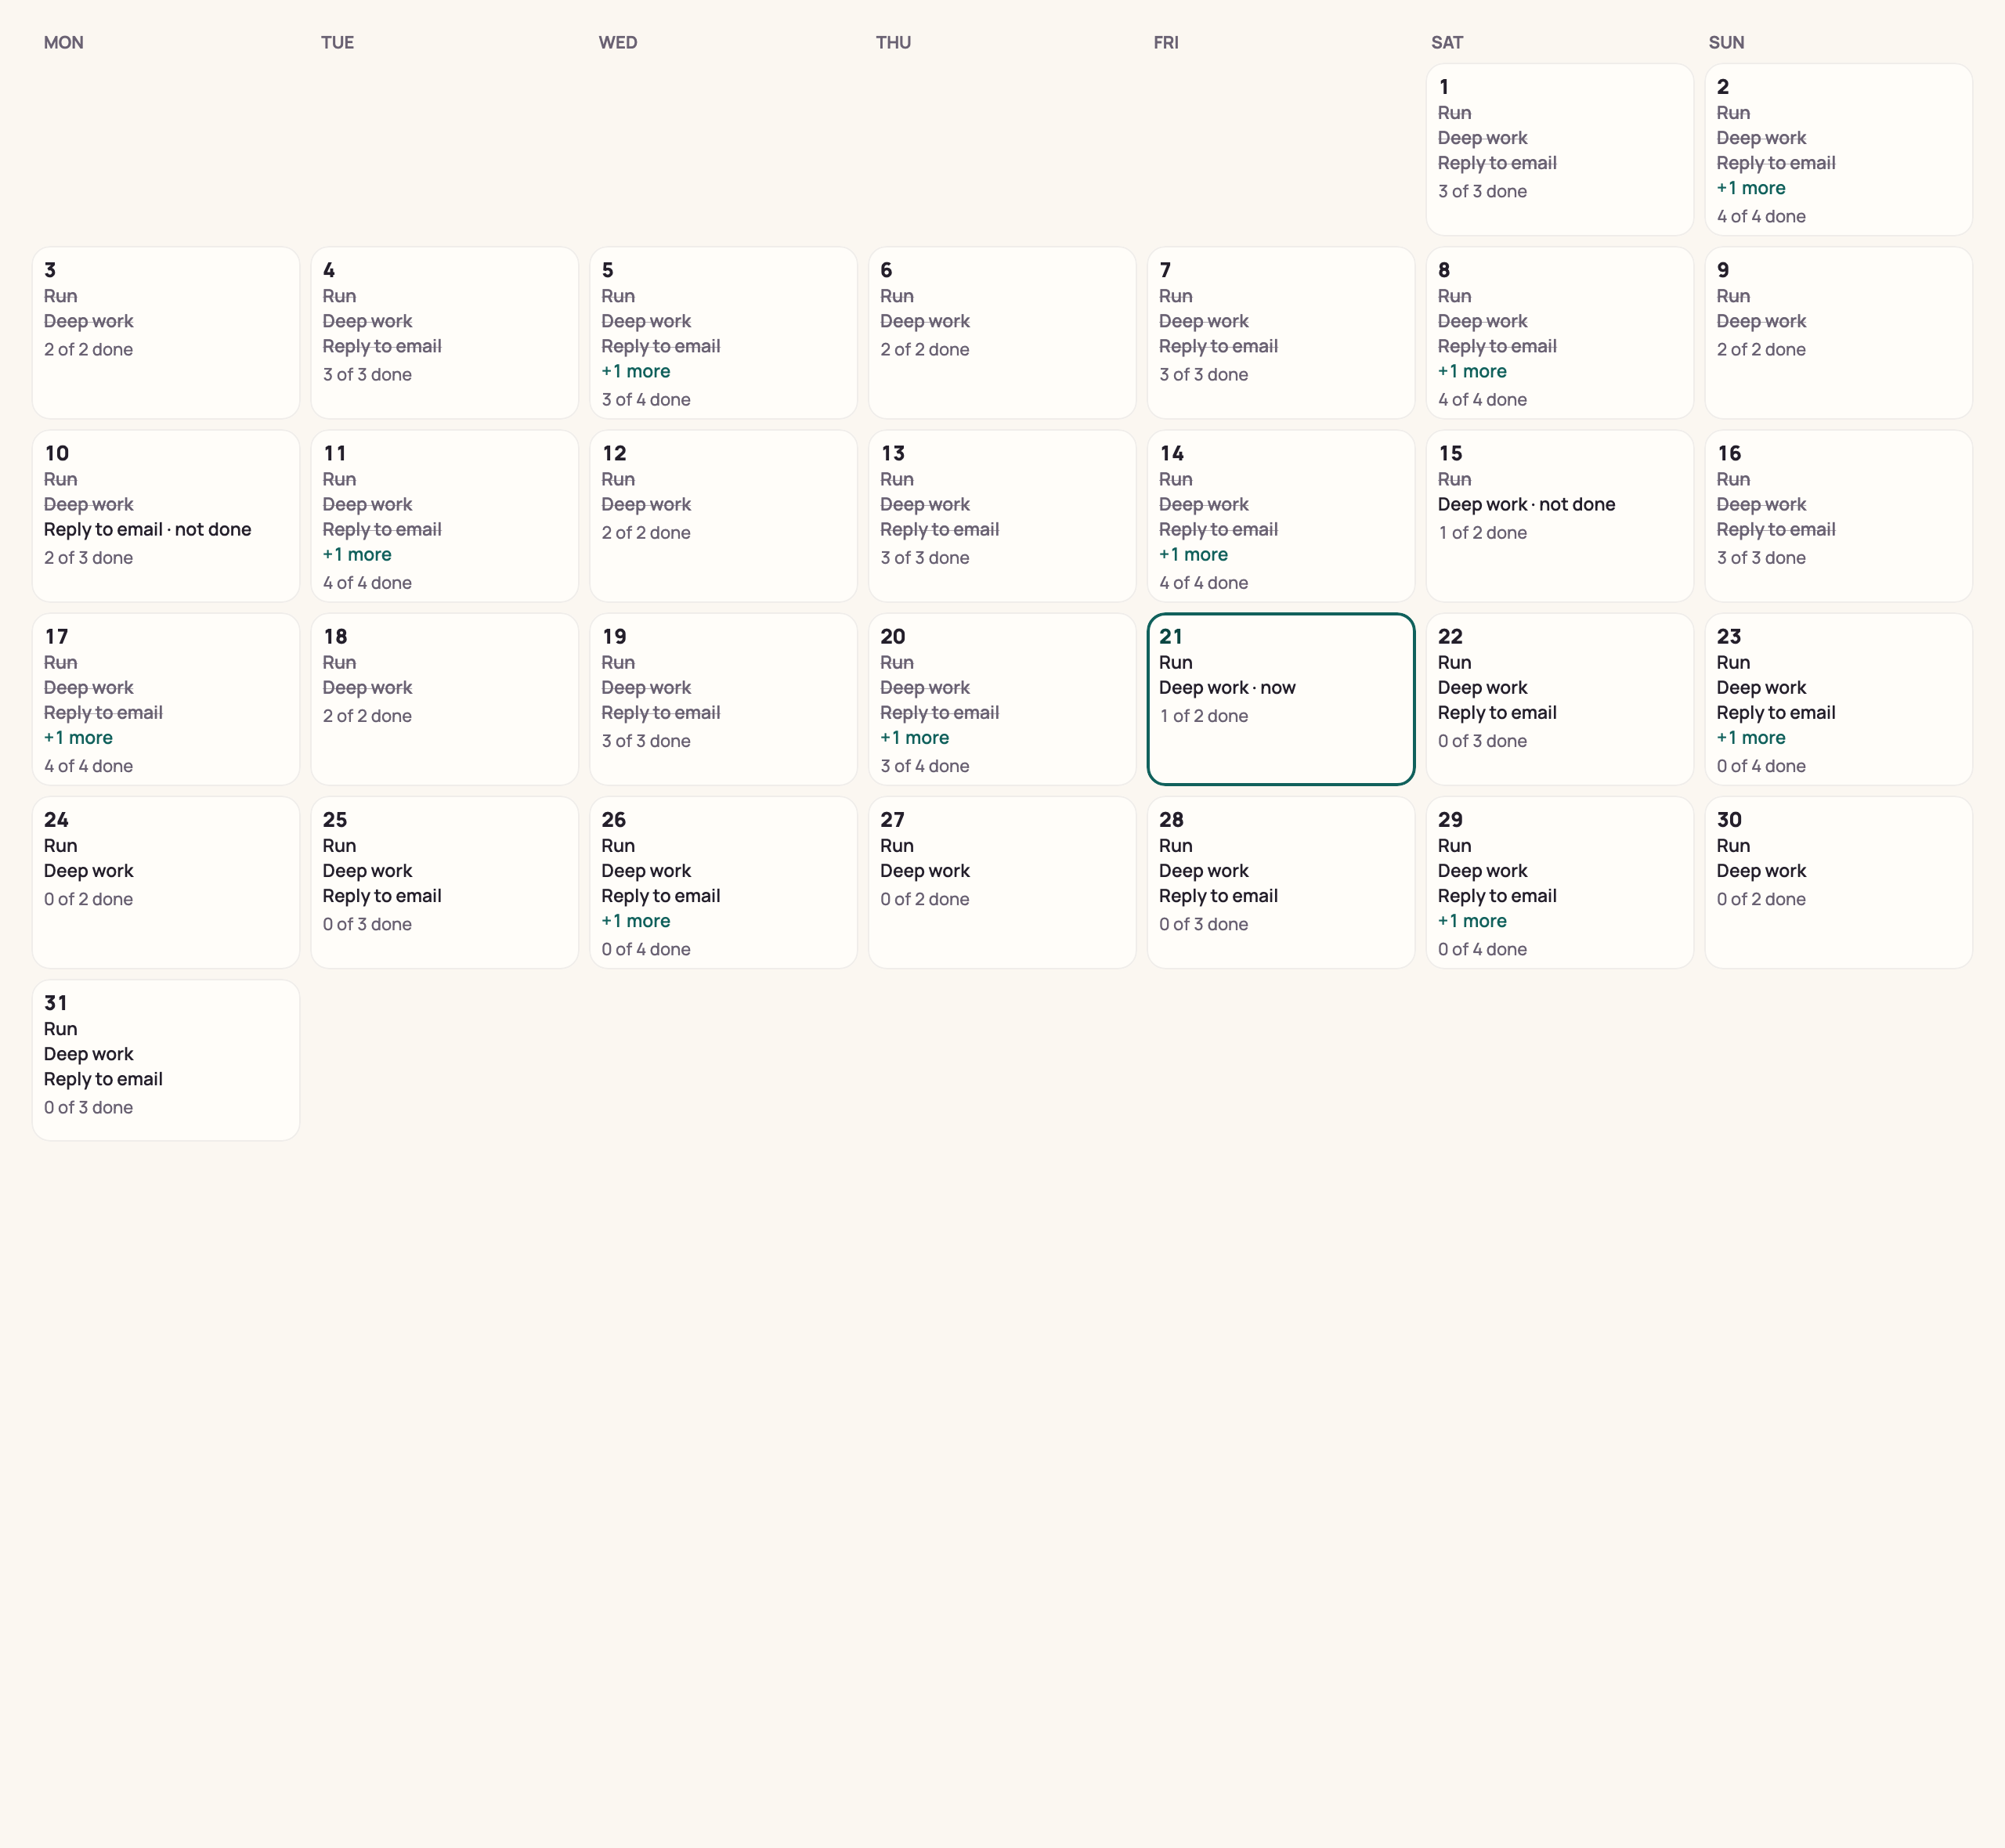 MON
TUE
WED
THU
FRI
SAT
SUN
1
Run
Deep work
Reply to email
3 of 3 done
2
Run
Deep work
Reply to email
+1 more
4 of 4 done
3
Run
Deep work
2 of 2 done
4
Run
Deep work
Reply to email
3 of 3 done
5
Run
Deep work
Reply to email
+1 more
3 of 4 done
6
Run
Deep work
2 of 2 done
7
Run
Deep work
Reply to email
3 of 3 done
8
Run
Deep work
Reply to email
+1 more
4 of 4 done
9
Run
Deep work
2 of 2 done
10
Run
Deep work
Reply to email · not done
2 of 3 done
11
Run
Deep work
Reply to email
+1 more
4 of 4 done
12
Run
Deep work
2 of 2 done
13
Run
Deep work
Reply to email
3 of 3 done
14
Run
Deep work
Reply to email
+1 more
4 of 4 done
15
Run
Deep work · not done
1 of 2 done
16
Run
Deep work
Reply to email
3 of 3 done
17
Run
Deep work
Reply to email
+1 more
4 of 4 done
18
Run
Deep work
2 of 2 done
19
Run
Deep work
Reply to email
3 of 3 done
20
Run
Deep work
Reply to email
+1 more
3 of 4 done
21
Run
Deep work · now
1 of 2 done
22
Run
Deep work
Reply to email
0 of 3 done
23
Run
Deep work
Reply to email
+1 more
0 of 4 done
24
Run
Deep work
0 of 2 done
25
Run
Deep work
Reply to email
0 of 3 done
26
Run
Deep work
Reply to email
+1 more
0 of 4 done
27
Run
Deep work
0 of 2 done
28
Run
Deep work
Reply to email
0 of 3 done
29
Run
Deep work
Reply to email
+1 more
0 of 4 done
30
Run
Deep work
0 of 2 done
31
Run
Deep work
Reply to email
0 of 3 done